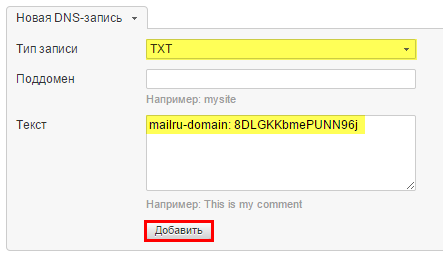 Новая DNS-запись
Тип записи TXT
Поддомен
Например: mysite
Текст mailru-domain: 8DLGKKbmePUNN96j
Например: This is my comment
Добавить